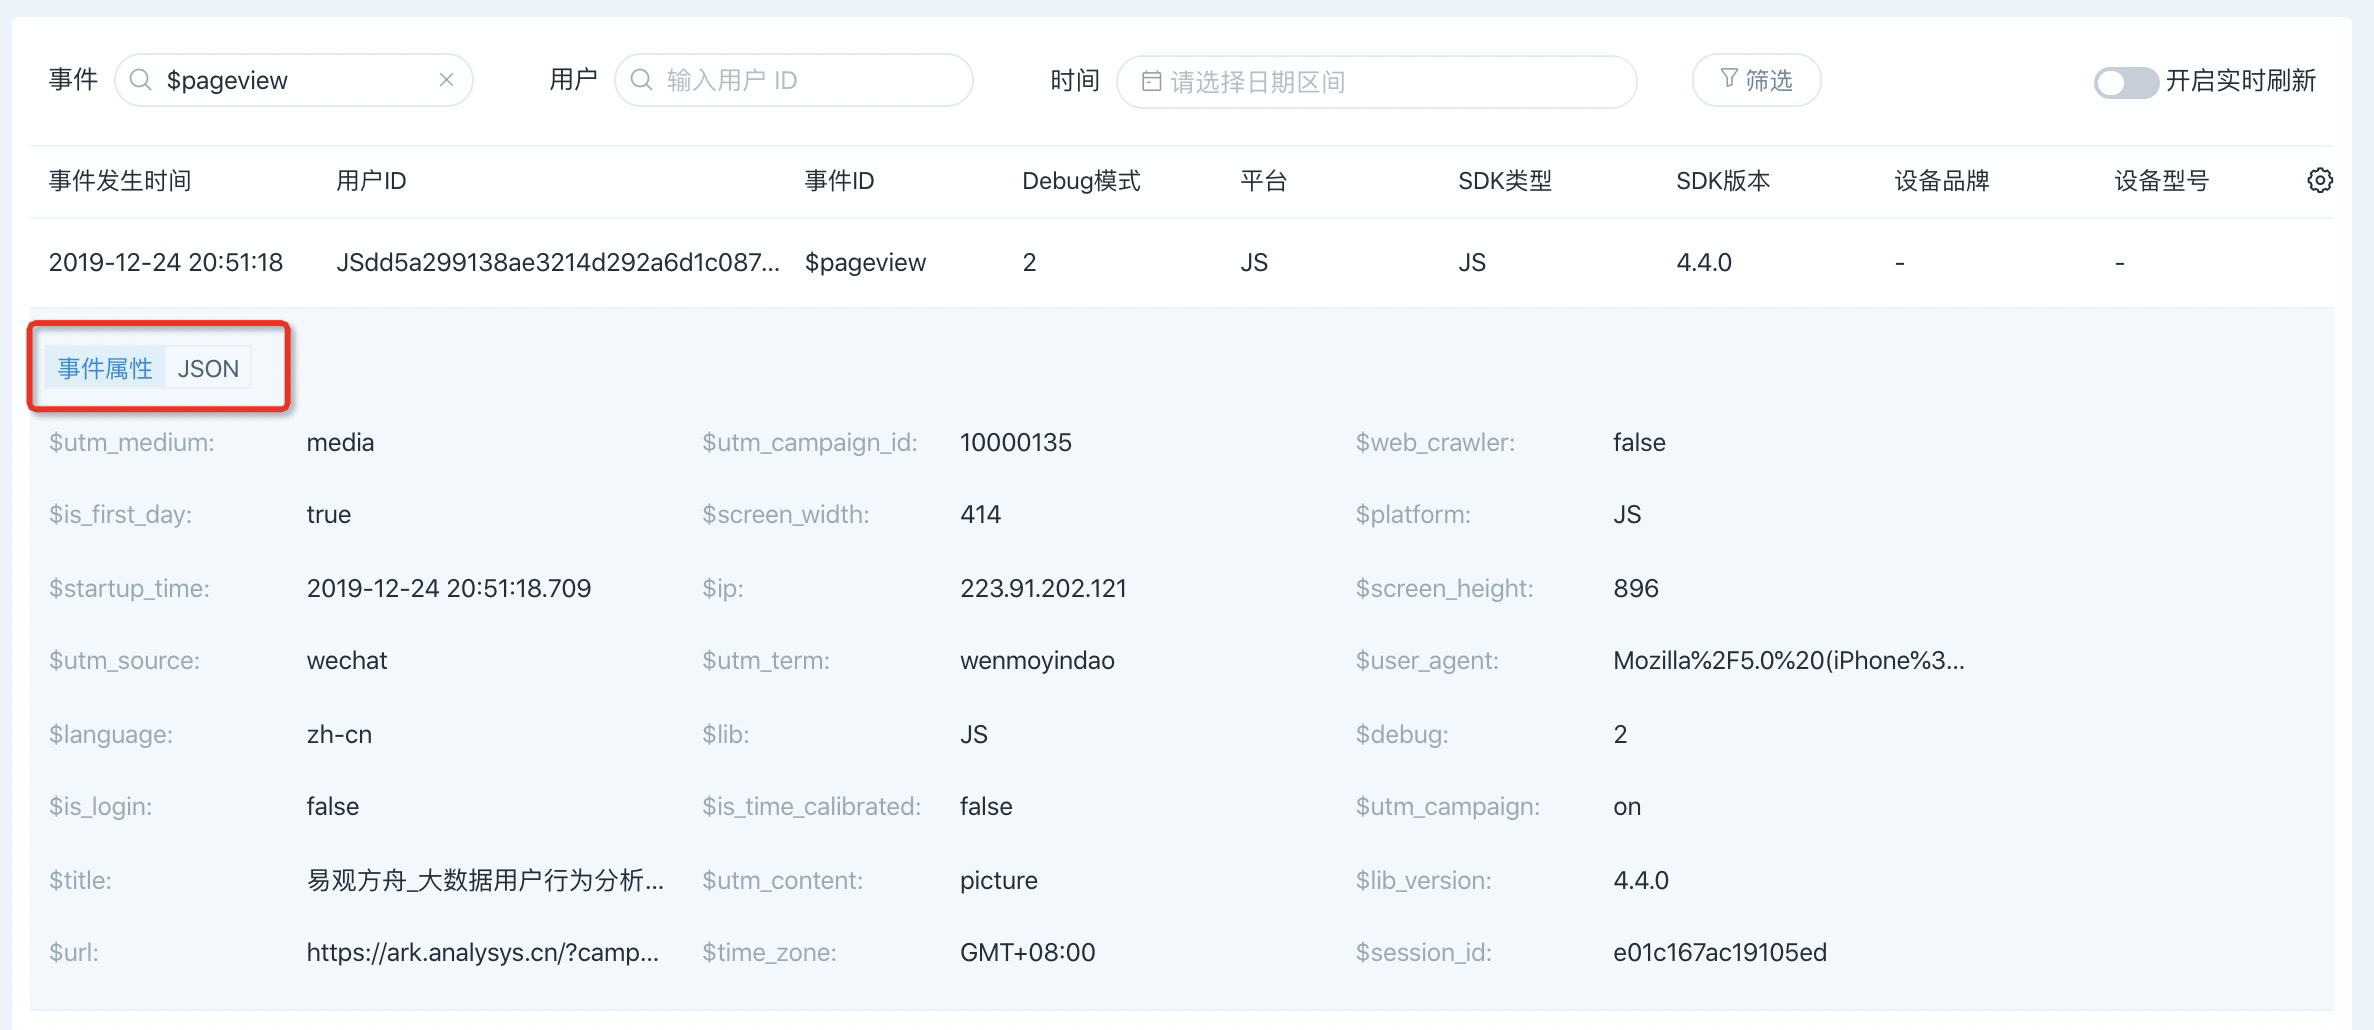 事件 $pageview 用户 输入用户 ID 时间 请选择日期区间 筛选 开启实时刷新
事件发生时间 用户ID 事件ID Debug模式 平台 SDK类型 SDK版本 设备品牌 设备型号
2019-12-24 20:51:18 JSdd5a299138ae3214d292a6d1c087... $pageview 2 JS JS 4.4.0 - -
事件属性 JSON
$utm_medium: media $utm_campaign_id: 10000135 $web_crawler: false
$is_first_day: true $screen_width: 414 $platform: JS
$startup_time: 2019-12-24 20:51:18.709 $ip: 223.91.202.121 $screen_height: 896
$utm_source: wechat $utm_term: wenmoyindao $user_agent: Mozilla%2F5.0%20(iPhone%3...
$language: zh-cn $lib: JS $debug: 2
$is_login: false $is_time_calibrated: false $utm_campaign: on
$title: 易观方舟_大数据用户行为分析... $utm_content: picture $lib_version: 4.4.0
$url: https://ark.analysys.cn/?camp... $time_zone: GMT+08:00 $session_id: e01c167ac19105ed